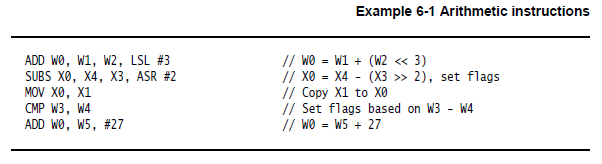 Example 6-1 Arithmetic instructions
ADD W0, W1, W2, LSL #3 // W0 = W1 + (W2 << 3)
SUBS X0, X4, X3, ASR #2 // X0 = X4 - (X3 >> 2), set flags
MOV X0, X1 // Copy X1 to X0
CMP W3, W4 // Set flags based on W3 - W4
ADD W0, W5, #27 // W0 = W5 + 27